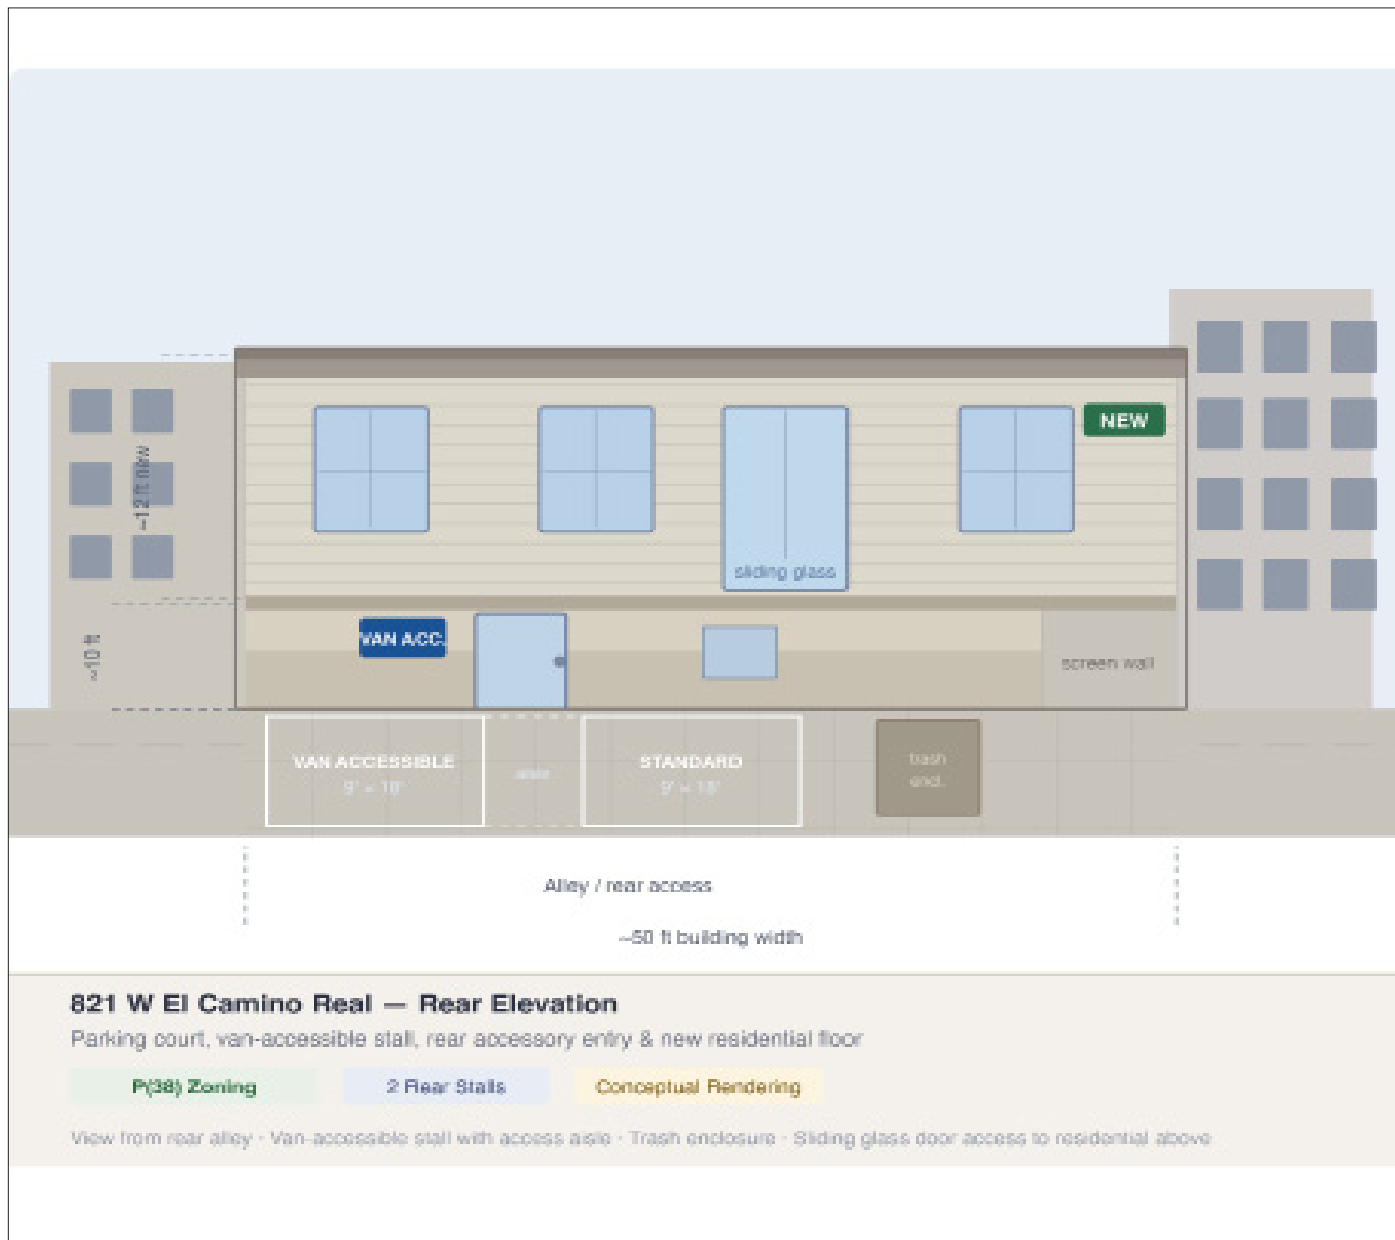 NEW
~12 ft new
sliding glass
VAN ACC.
~10 ft
screen wall
VAN ACCESSIBLE
STANDARD
9' × 18'
aisle
9' × 18'
trash
encl.
Alley / rear access
~50 ft building width
821 W El Camino Real — Rear Elevation
Parking court, van-accessible stall, rear accessory entry & new residential floor
P(38) Zoning
2 Rear Stalls
Conceptual Rendering
View from rear alley · Van-accessible stall with access aisle · Trash enclosure · Sliding glass door access to residential above